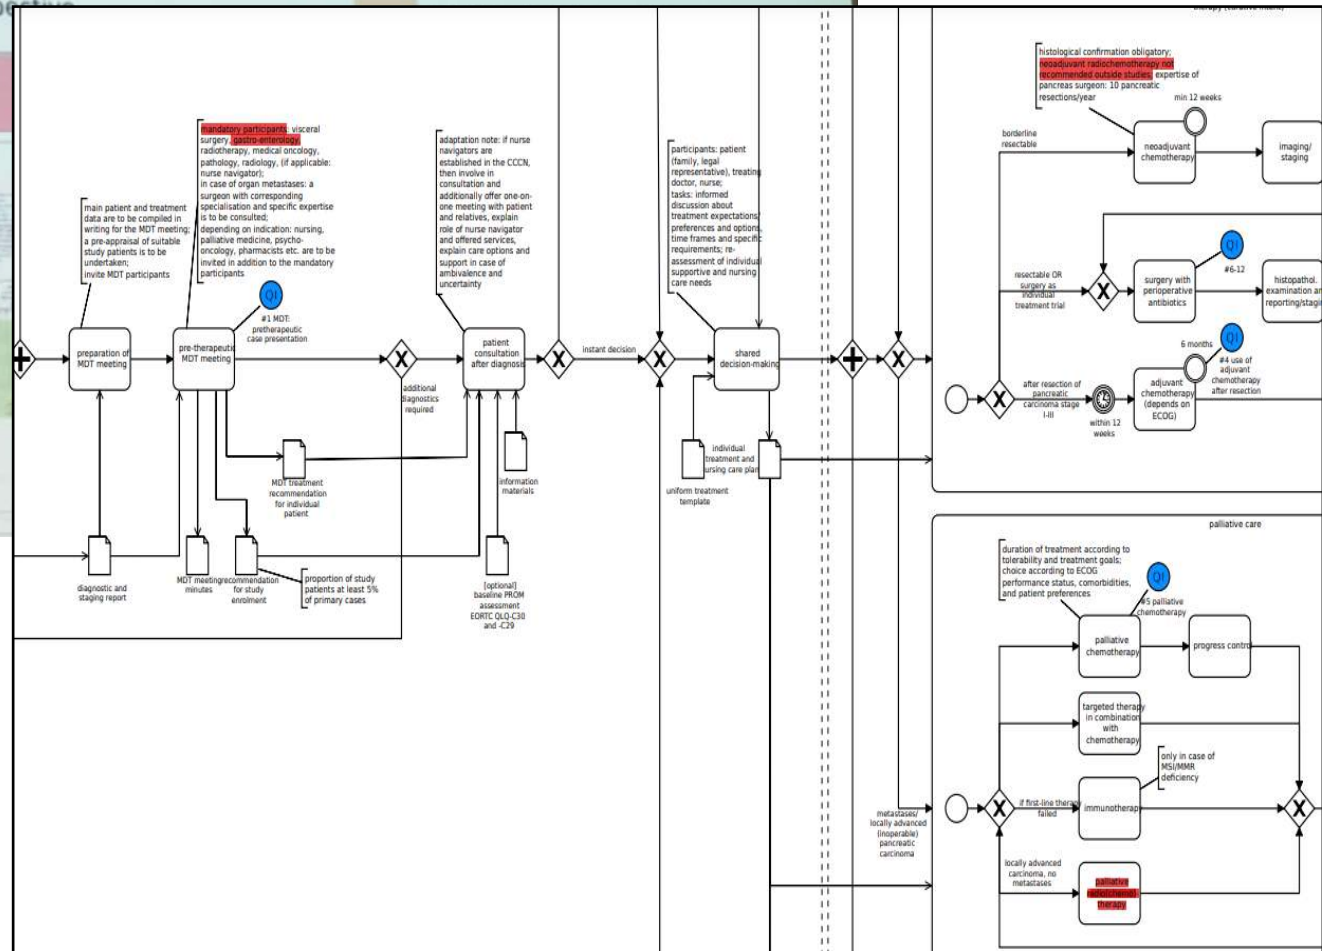 therapy (curative intent)
histological confirmation obligatory;
neoadjuvant radiochemotherapy not
recommended outside studies; expertise of
pancreas surgeon: 10 pancreatic
resections/year
min 12 weeks
borderline
resectable
neoadjuvant
chemotherapy
imaging/
staging
mandatory participants: visceral
surgery, gastro-enterology,
radiotherapy, medical oncology,
pathology, radiology, (if applicable:
nurse navigator);
in case of organ metastases: a
surgeon with corresponding
specialisation and specific expertise
is to be consulted;
depending on indication: nursing,
palliative medicine, psycho-
oncology, pharmacists etc. are to be
invited in addition to the mandatory
participants
adaptation note: if nurse
navigators are
established in the CCCN,
then involve in
consultation and
additionally offer one-on-
one meeting with patient
and relatives, explain
role of nurse navigator
and offered services,
explain care options and
support in case of
ambivalence and
uncertainty
participants: patient
(family, legal
representative), treating
doctor, nurse;
tasks: informed
discussion about
treatment expectations/
preferences and options,
time frames and specific
requirements; re-
assessment of individual
supportive and nursing
care needs
main patient and treatment
data are to be compiled in
writing for the MDT meeting;
a pre-appraisal of suitable
study patients is to be
undertaken;
invite MDT participants
QI
#1 MDT:
pretherapeutic
case presentation
QI
#6-12
resectable OR
surgery as
individual
treatment trial
X
surgery with
perioperative
antibiotics
histopathol.
examination an
reporting/stagi
preparation of
MDT meeting
pre-therapeutic
MDT meeting
X
additional
diagnostics
required
patient
consultation
after diagnosis
X
instant decision
X
shared
decision-making
X
X
after resection of
pancreatic
carcinoma stage
I-III
within 12
weeks
6 months
adjuvant
chemotherapy
(depends on
ECOG)
QI
#4 use of
adjuvant
chemotherapy
after resection
MDT treatment
recommendation
for individual
patient
information
materials
uniform treatment
template
individual
treatment and
ursing care plan
diagnostic and
staging report
MDT meeting
minutes
recommendation
for study
enrolment
proportion of study
patients at least 5%
of primary cases
[optional]
baseline PROM
assessment
EORTC QLQ-C30
and -C29
palliative care
duration of treatment according to
tolerability and treatment goals;
choice according to ECOG
performance status, comorbidities,
and patient preferences
QI
#5 palliative
chemotherapy
palliative
chemotherapy
progress control
targeted therapy
in combination
with
chemotherapy
only in case of
MSI/MMR
deficiency
metastases/
locally advanced
(inoperable)
pancreatic
carcinoma
X
if first-line therapy
failed
immunotherapy
X
locally advanced
carcinoma, no
metastases
palliative
radio(chemo)
therapy